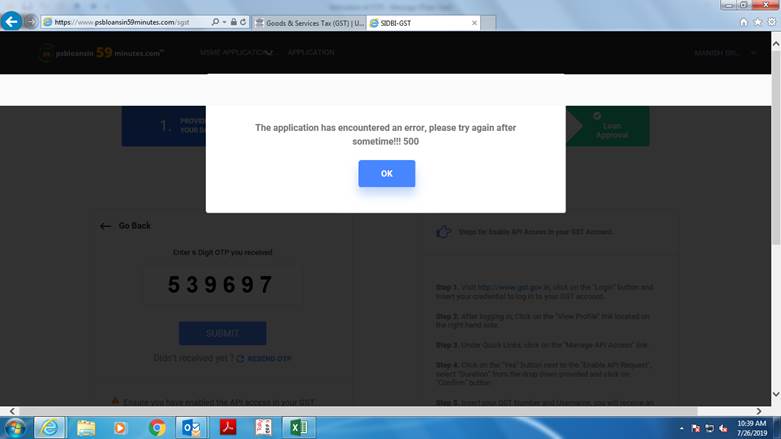 https://www.psbloansin59minutes.com/sgst
Goods & Services Tax (GST) | U...
SIDBI-GST
psbloansin 59 minutes.com
MSME APPLICATION
APPLICATION
MANISH
The application has encountered an error, please try again after
sometime!!! 500
OK
1.
PROVID
YOUR
Loan
Approval
Go Back
Enter 6 Digit OTP you received
539697
SUBMIT
Didn't received yet ? RESEND OTP
Ensure you have enabled the API access in your GST
Steps for Enable API Access in your GST Account.
Step 1. Visit http://www.gst.gov.in, click on the "Login" button and
insert your credential to log in to your GST account.
Step 2. After logging in, Click on the "View Profile" link located on
the right hand side.
Step 3. Under Quick Links, click on the "Manage API Access" link.
Step 4. Click on the "Yes" button next to the "Enable API Request",
select "Duration" from the drop down provided and click on
"Confirm" button.
Step 5. Insert your GST Number and Username, you will receive an
10:39 AM
7/26/2019